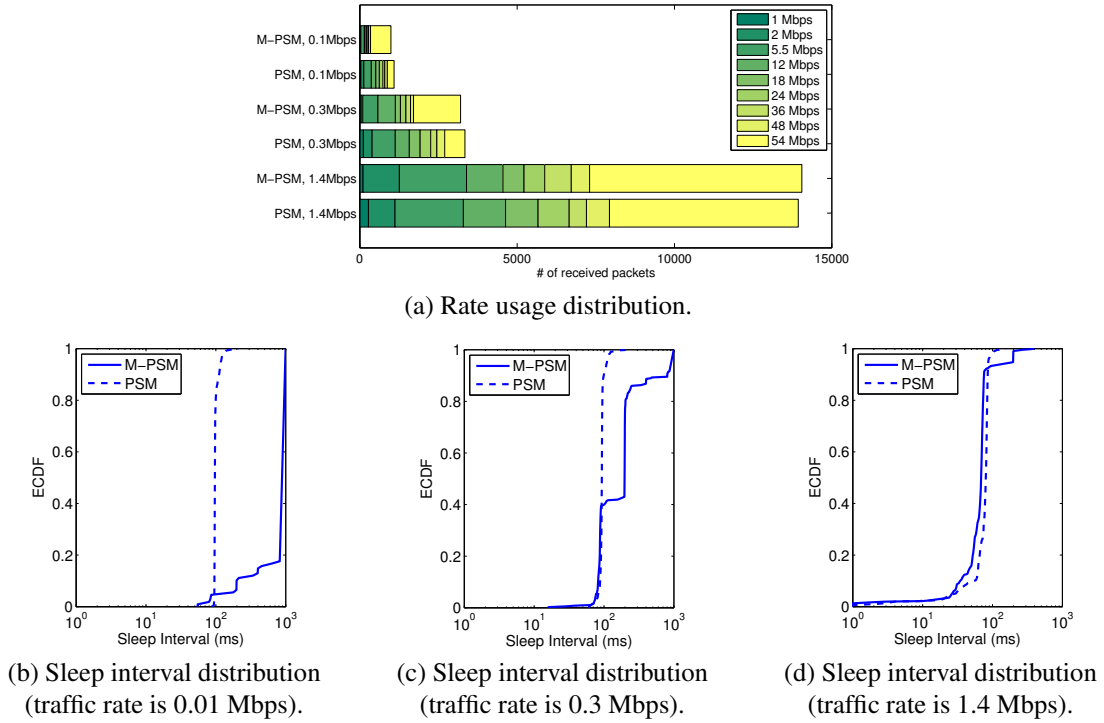 M−PSM, 0.1Mbps
PSM, 0.1Mbps
M−PSM, 0.3Mbps
PSM, 0.3Mbps
M−PSM, 1.4Mbps
PSM, 1.4Mbps
1 Mbps
2 Mbps
5.5 Mbps
12 Mbps
18 Mbps
24 Mbps
36 Mbps
48 Mbps
54 Mbps
0 5000 10000 15000
# of received packets
(a) Rate usage distribution.
M−PSM
PSM
1
0.8
0.6
0.4
0.2
0
ECDF
10^0 10^1 10^2 10^3
Sleep Interval (ms)
(b) Sleep interval distribution
(traffic rate is 0.01 Mbps).
M−PSM
PSM
1
0.8
0.6
0.4
0.2
0
ECDF
10^0 10^1 10^2 10^3
Sleep Interval (ms)
(c) Sleep interval distribution
(traffic rate is 0.3 Mbps).
M−PSM
PSM
1
0.8
0.6
0.4
0.2
0
ECDF
10^0 10^1 10^2 10^3
Sleep Interval (ms)
(d) Sleep interval distribution
(traffic rate is 1.4 Mbps).